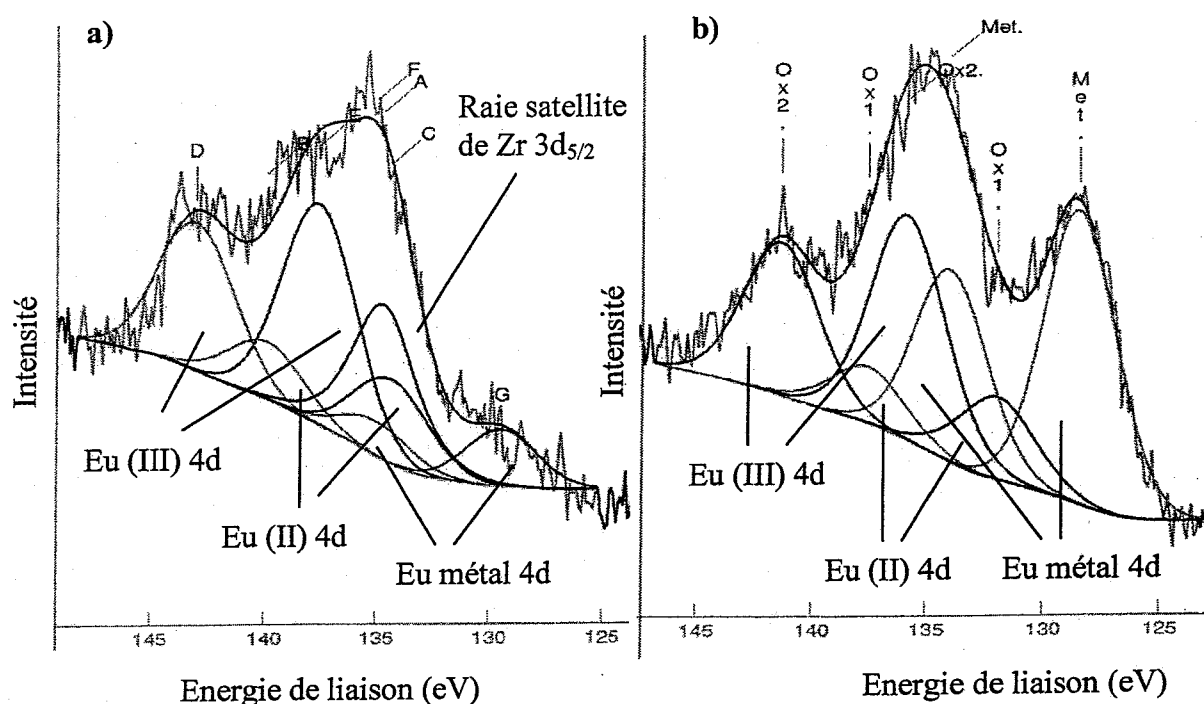 a)
F
A
E
B
C
D
G
Raie satellite
de Zr 3d5/2
Eu (III) 4d
Eu (II) 4d
Eu métal 4d
Intensité
145
140
135
130
125
Energie de liaison (eV)
b)
Met.
Ox2.
Ox2.
Ox1
Ox1
Met
Eu (III) 4d
Eu (II) 4d
Eu métal 4d
Intensité
145
140
135
130
125
Energie de liaison (eV)